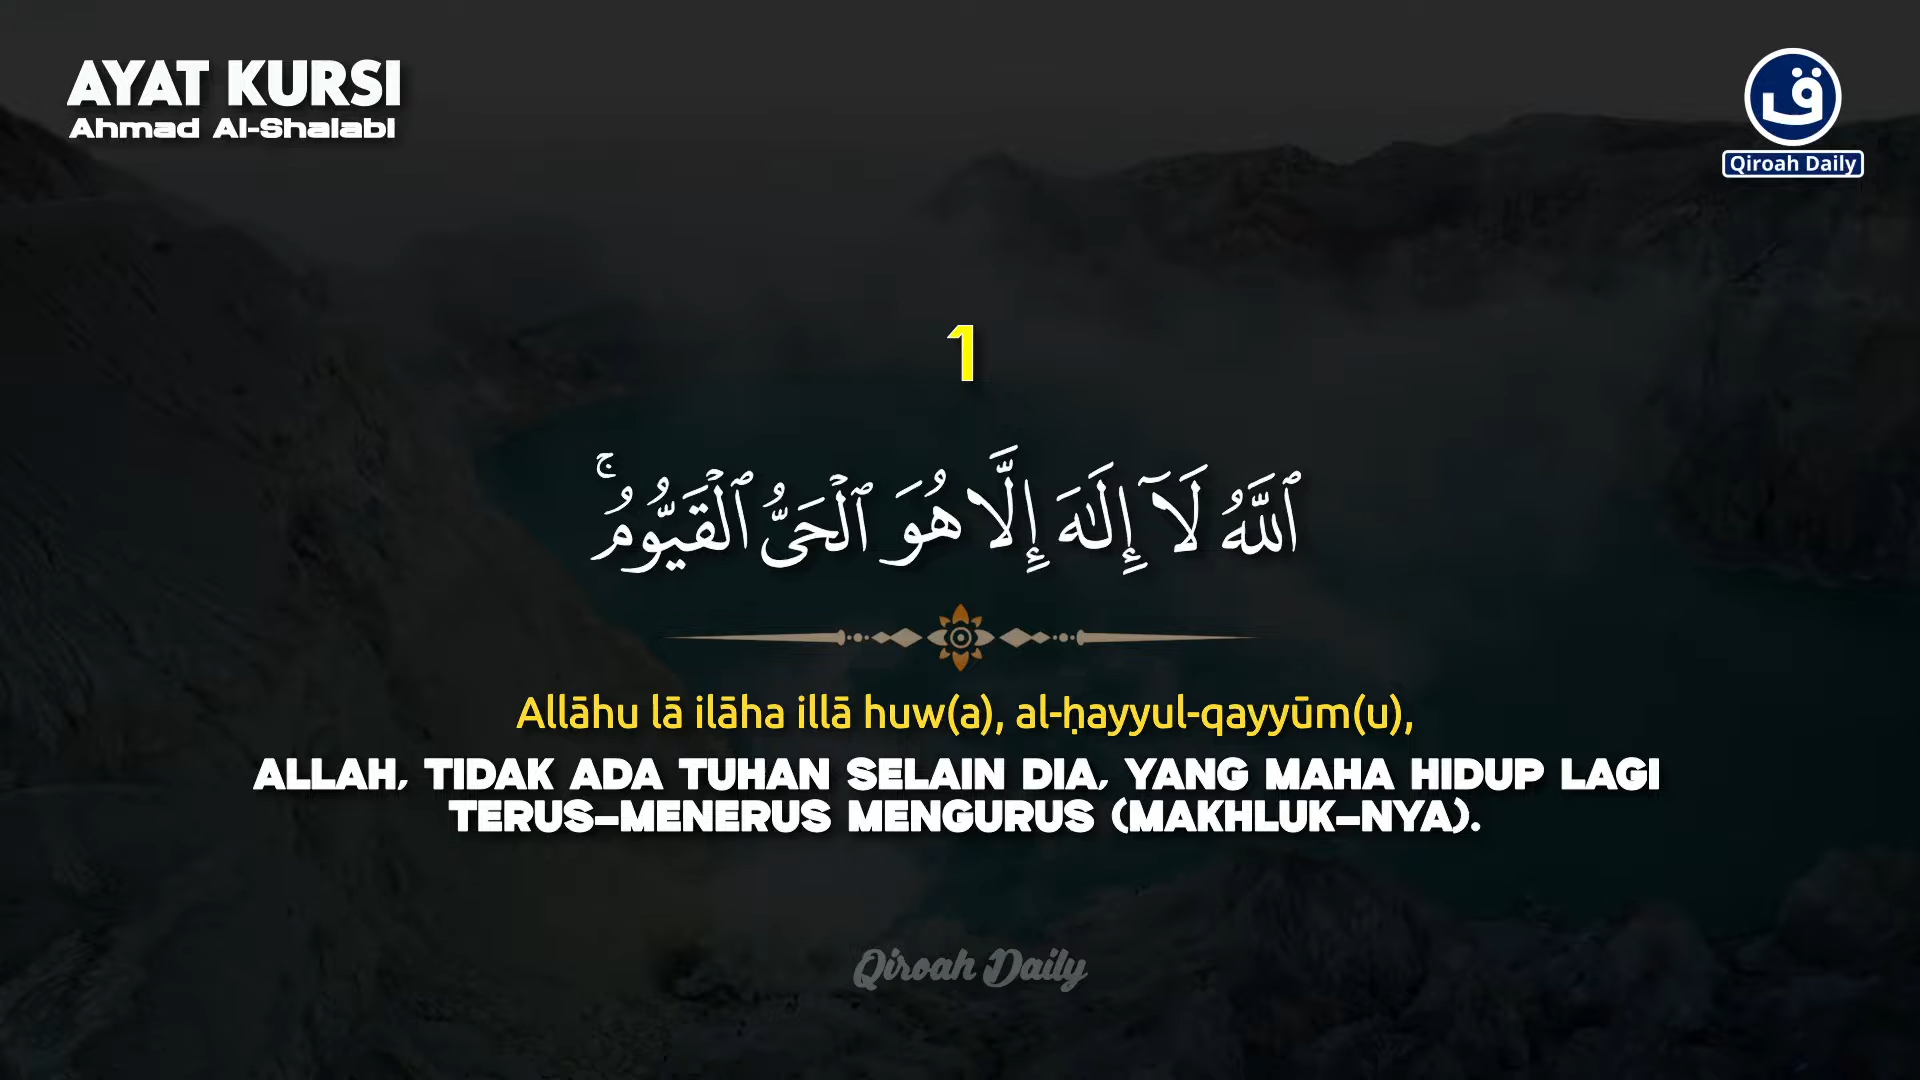 AYAT KURSI
Ahmad Al-Shalabi
ق
Qiroah Daily
1
ٱللَّهُ لَآ إِلَـٰهَ إِلَّا هُوَ ٱلْحَىُّ ٱلْقَيُّومُ ۚ
Allāhu lā ilāha illā huw(a), al-ḥayyul-qayyūm(u),
ALLAH, TIDAK ADA TUHAN SELAIN DIA, YANG MAHA HIDUP LAGI
TERUS-MENERUS MENGURUS (MAKHLUK-NYA).
Qiroah Daily